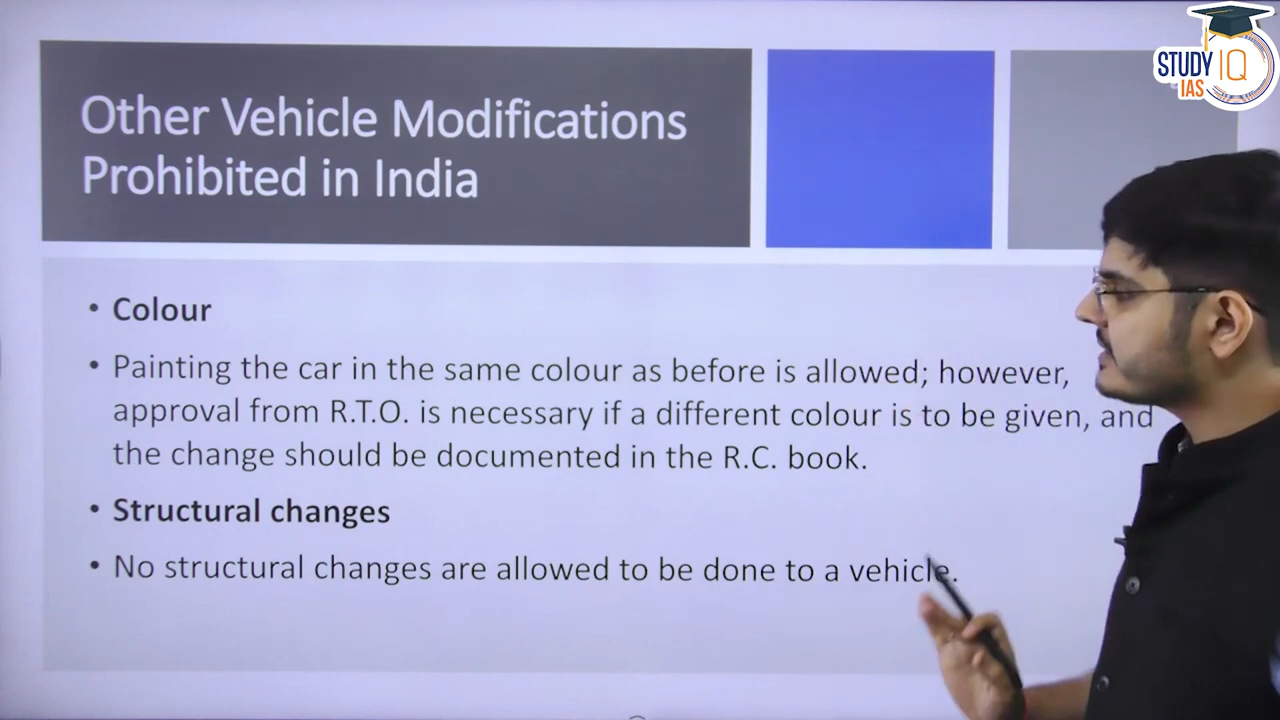 STUDY IQ
IAS
Other Vehicle Modifications
Prohibited in India
• Colour
• Painting the car in the same colour as before is allowed; however,
approval from R.T.O. is necessary if a different colour is to be given, and
the change should be documented in the R.C. book.
• Structural changes
• No structural changes are allowed to be done to a vehicle.